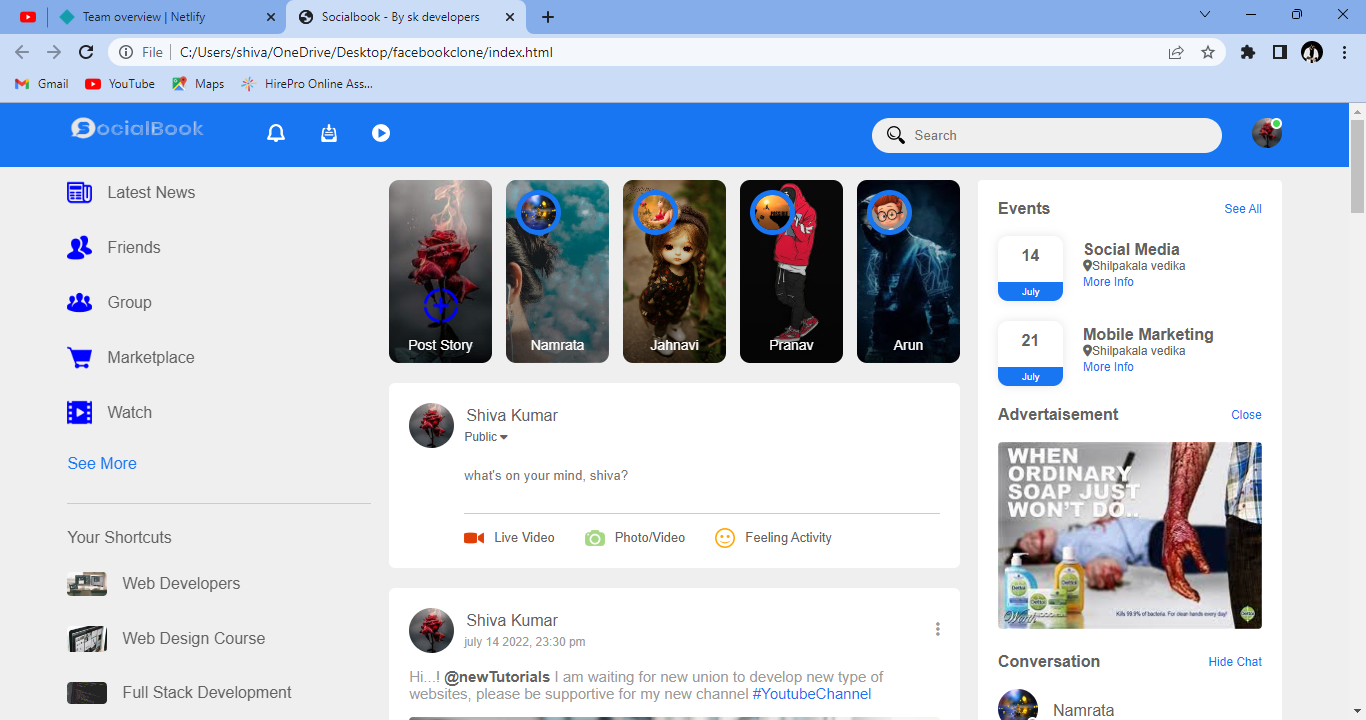 Team overview | Netlify
Socialbook - By sk developers
File
C:/Users/shiva/OneDrive/Desktop/facebookclone/index.html
Gmail
YouTube
Maps
HirePro Online Ass...
SocialBook
Search
Latest News
Friends
Group
Marketplace
Watch
See More
Your Shortcuts
Web Developers
Web Design Course
Full Stack Development
Post Story
Namrata
Jahnavi
Pranav
Arun
Shiva Kumar
Public
what's on your mind, shiva?
Live Video
Photo/Video
Feeling Activity
Shiva Kumar
july 14 2022, 23:30 pm
Hi...! @newTutorials I am waiting for new union to develop new type of
websites, please be supportive for my new channel #YoutubeChannel
Events
See All
14
July
Social Media
Shilpakala vedika
More Info
21
July
Mobile Marketing
Shilpakala vedika
More Info
Advertaisement
Close
WHEN
ORDINARY
SOAP JUST
WON'T DO..
Dettol
Dettol
Kills 99.9% of bacteria. For clean hands every day!
Conversation
Hide Chat
Namrata